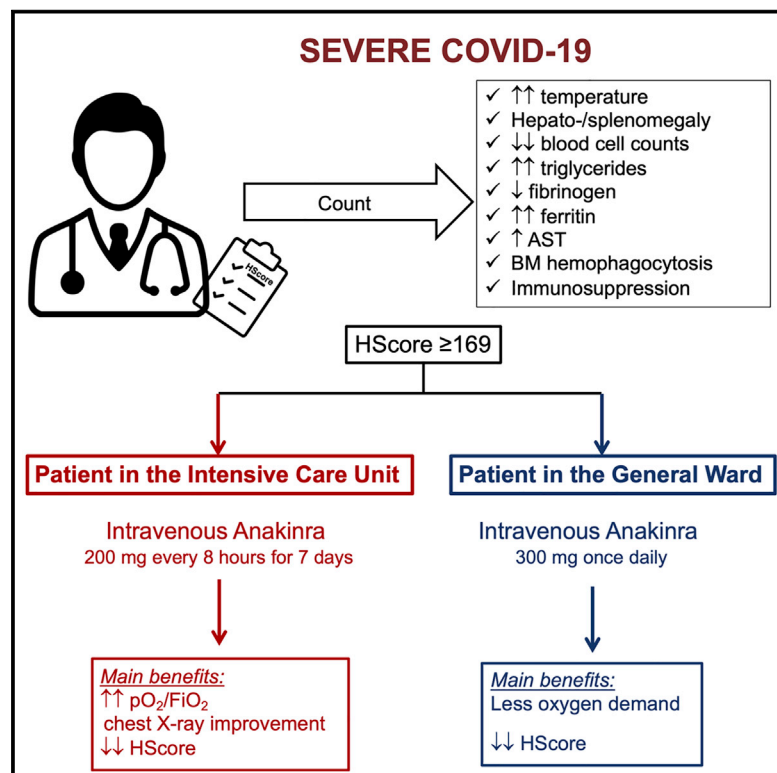 SEVERE COVID-19
✓ ↑↑ temperature
✓ Hepato-/splenomegaly
✓ ↓↓ blood cell counts
✓ ↑↑ triglycerides
✓ ↓ fibrinogen
✓ ↑↑ ferritin
✓ ↑ AST
✓ BM hemophagocytosis
✓ Immunosuppression
Count
HScore
HScore ≥169
Patient in the Intensive Care Unit
Intravenous Anakinra
200 mg every 8 hours for 7 days
Main benefits:
↑↑ pO₂/FiO₂
chest X-ray improvement
↓↓ HScore
Patient in the General Ward
Intravenous Anakinra
300 mg once daily
Main benefits:
Less oxygen demand
↓↓ HScore